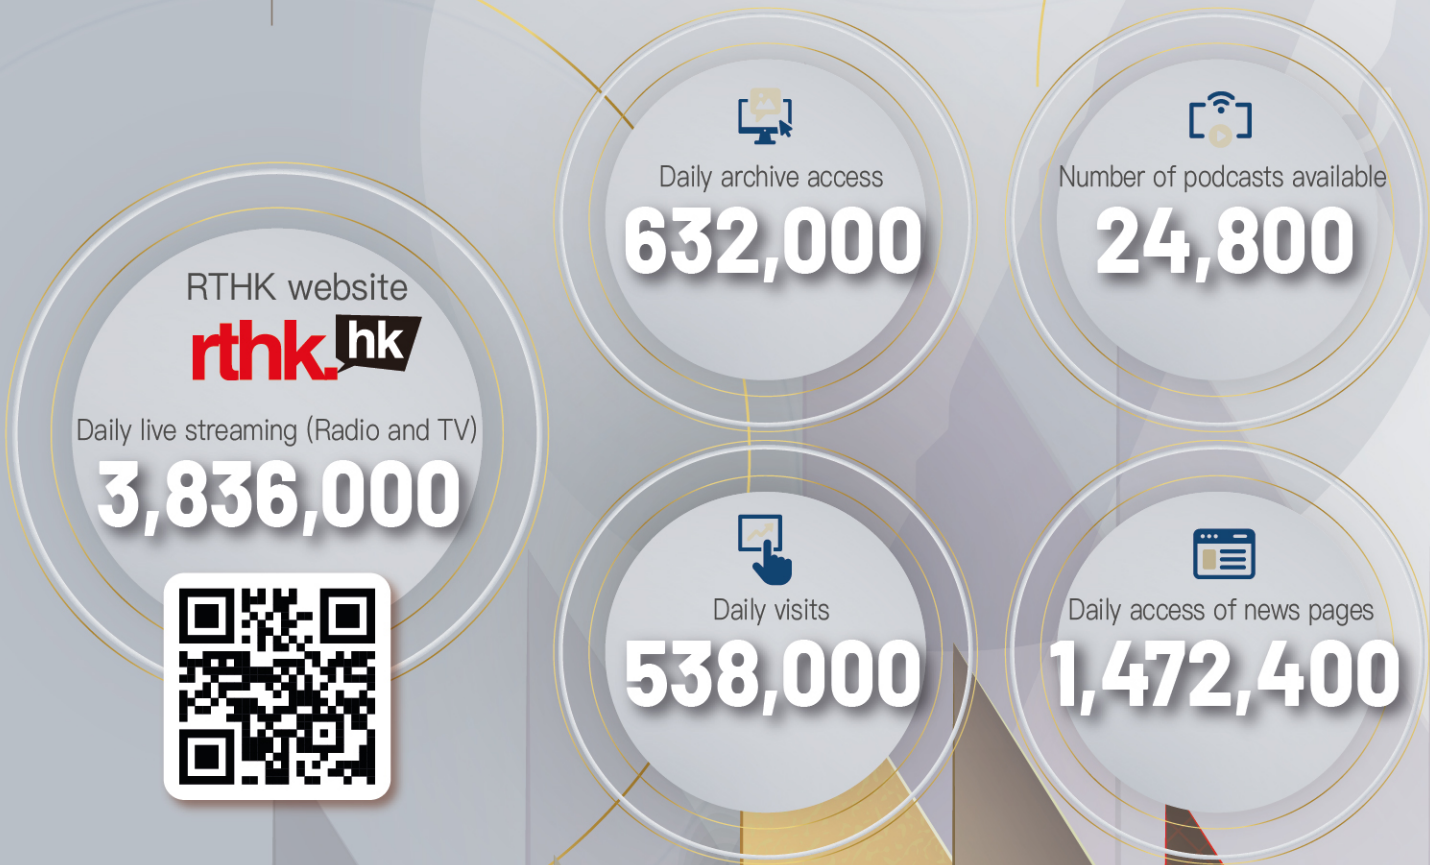 RTHK website
rthk.hk
Daily live streaming (Radio and TV)
3,836,000
Daily archive access
632,000
Number of podcasts available
24,800
Daily visits
538,000
Daily access of news pages
1,472,400